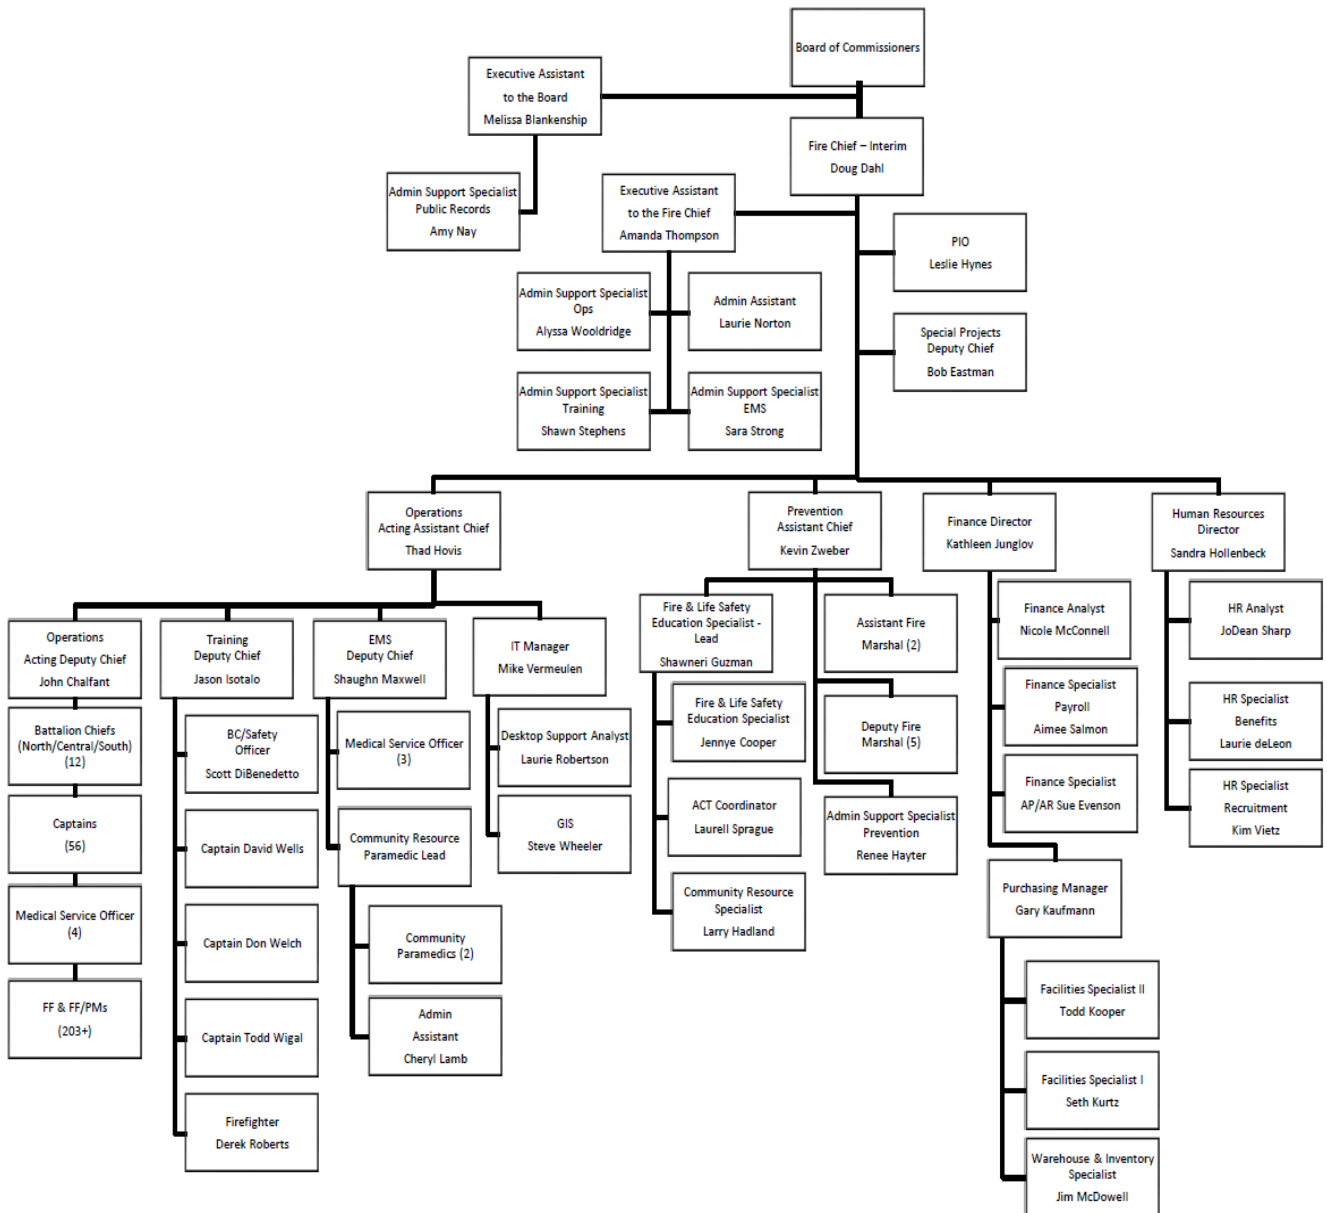 Board of Commissioners
Executive Assistant
to the Board
Melissa Blankenship
Fire Chief – Interim
Doug Dahl
Admin Support Specialist
Public Records
Amy Nay
Executive Assistant
to the Fire Chief
Amanda Thompson
PIO
Leslie Hynes
Admin Support Specialist
Ops
Alyssa Wooldridge
Admin Assistant
Laurie Norton
Special Projects
Deputy Chief
Bob Eastman
Admin Support Specialist
Training
Shawn Stephens
Admin Support Specialist
EMS
Sara Strong
Operations
Acting Assistant Chief
Thad Hovis
Prevention
Assistant Chief
Kevin Zweber
Finance Director
Kathleen Junglov
Human Resources
Director
Sandra Hollenbeck
Operations
Acting Deputy Chief
John Chalfant
Training
Deputy Chief
Jason Isotalo
EMS
Deputy Chief
Shaughn Maxwell
IT Manager
Mike Vermeulen
Fire & Life Safety
Education Specialist -
Lead
Shawneri Guzman
Assistant Fire
Marshal (2)
Finance Analyst
Nicole McConnell
HR Analyst
JoDean Sharp
Battalion Chiefs
(North/Central/South)
(12)
BC/Safety
Officer
Scott DiBenedetto
Medical Service Officer
(3)
Desktop Support Analyst
Laurie Robertson
Fire & Life Safety
Education Specialist
Jennye Cooper
Deputy Fire
Marshal (5)
Finance Specialist
Payroll
Aimee Salmon
HR Specialist
Benefits
Laurie deLeon
Captains
(56)
Captain David Wells
Community Resource
Paramedic Lead
GIS
Steve Wheeler
ACT Coordinator
Laurell Sprague
Admin Support Specialist
Prevention
Renee Hayter
Finance Specialist
AP/AR Sue Evenson
HR Specialist
Recruitment
Kim Vietz
Medical Service Officer
(4)
Captain Don Welch
Community
Paramedics (2)
Community Resource
Specialist
Larry Hadland
Purchasing Manager
Gary Kaufmann
FF & FF/PMs
(203+)
Captain Todd Wigal
Admin
Assistant
Cheryl Lamb
Facilities Specialist II
Todd Kooper
Firefighter
Derek Roberts
Facilities Specialist I
Seth Kurtz
Warehouse & Inventory
Specialist
Jim McDowell